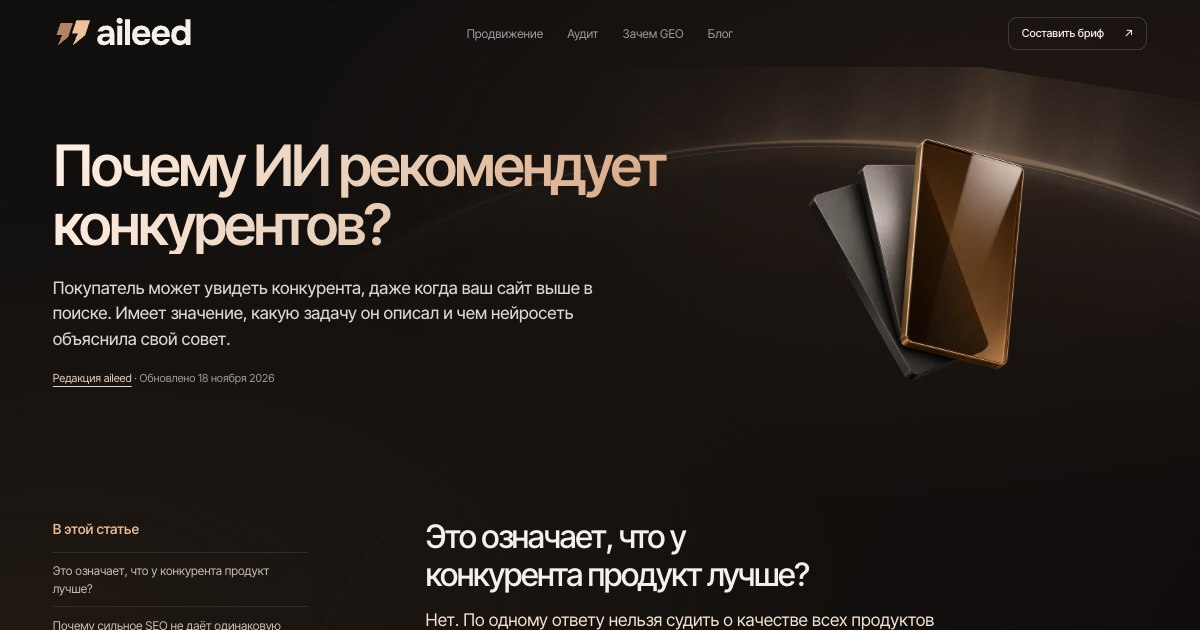 aileed
Продвижение
Аудит
Зачем GEO
Блог
Составить бриф
Почему ИИ рекомендует
конкурентов?
Покупатель может увидеть конкурента, даже когда ваш сайт выше в
поиске. Имеет значение, какую задачу он описал и чем нейросеть
объяснила свой совет.
Редакция aileed · Обновлено 18 ноября 2026
В этой статье
Это означает, что у конкурента продукт
лучше?
Почему сильное SEO не даёт одинаковую
Это означает, что у
конкурента продукт лучше?
Нет. По одному ответу нельзя судить о качестве всех продуктов